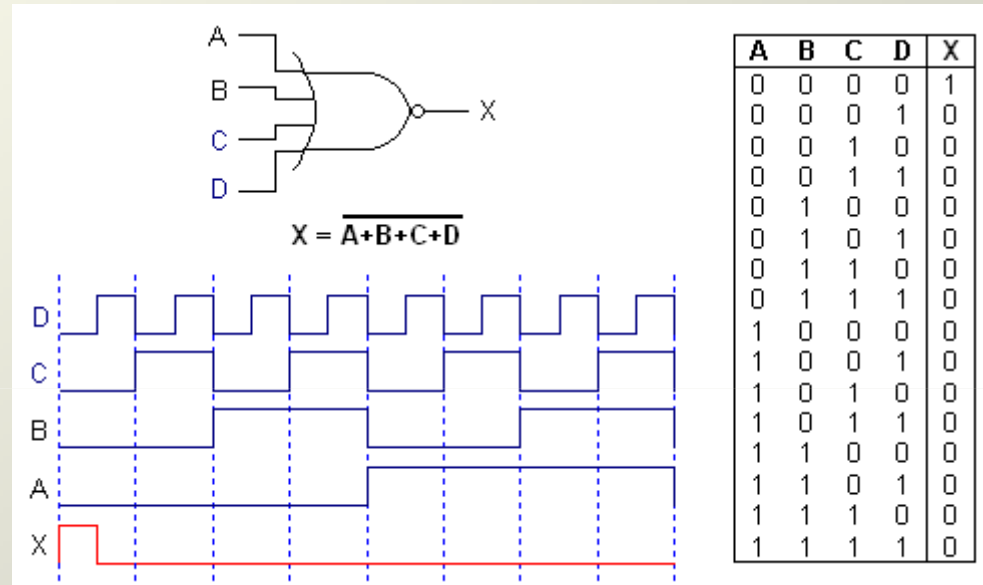 A
B
C
D
X
X = A+B+C+D
D
C
B
A
X
A B C D X
0 0 0 0 1
0 0 0 1 0
0 0 1 0 0
0 0 1 1 0
0 1 0 0 0
0 1 0 1 0
0 1 1 0 0
0 1 1 1 0
1 0 0 0 0
1 0 0 1 0
1 0 1 0 0
1 0 1 1 0
1 1 0 0 0
1 1 0 1 0
1 1 1 0 0
1 1 1 1 0